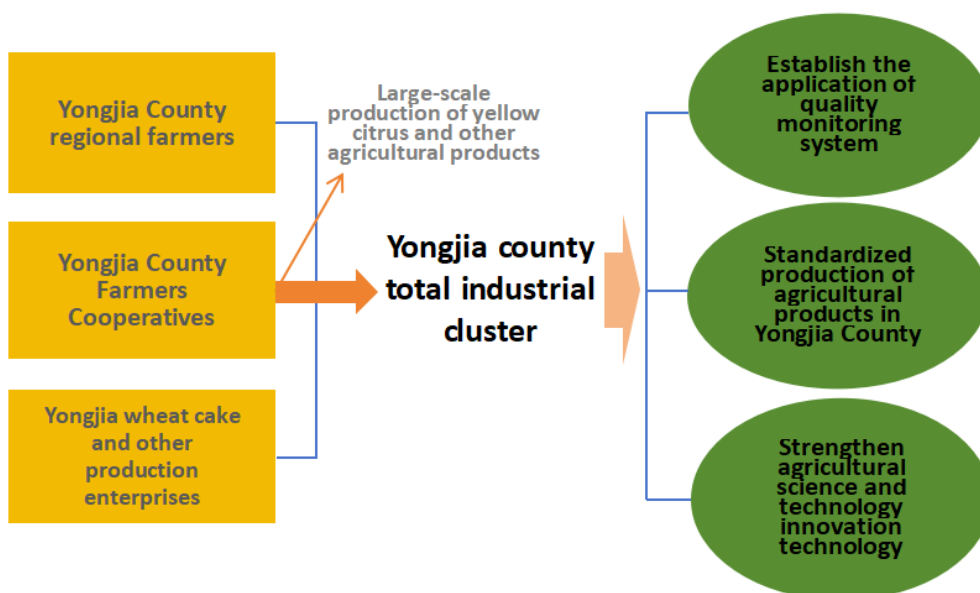 Yongjia County
regional farmers
Yongjia County
Farmers
Cooperatives
Yongjia wheat cake
and other
production
enterprises
Large-scale
production of yellow
citrus and other
agricultural products
Yongjia county
total industrial
cluster
Establish the
application of
quality
monitoring
system
Standardized
production of
agricultural
products in
Yongjia County
Strengthen
agricultural
science and
technology
innovation
technology